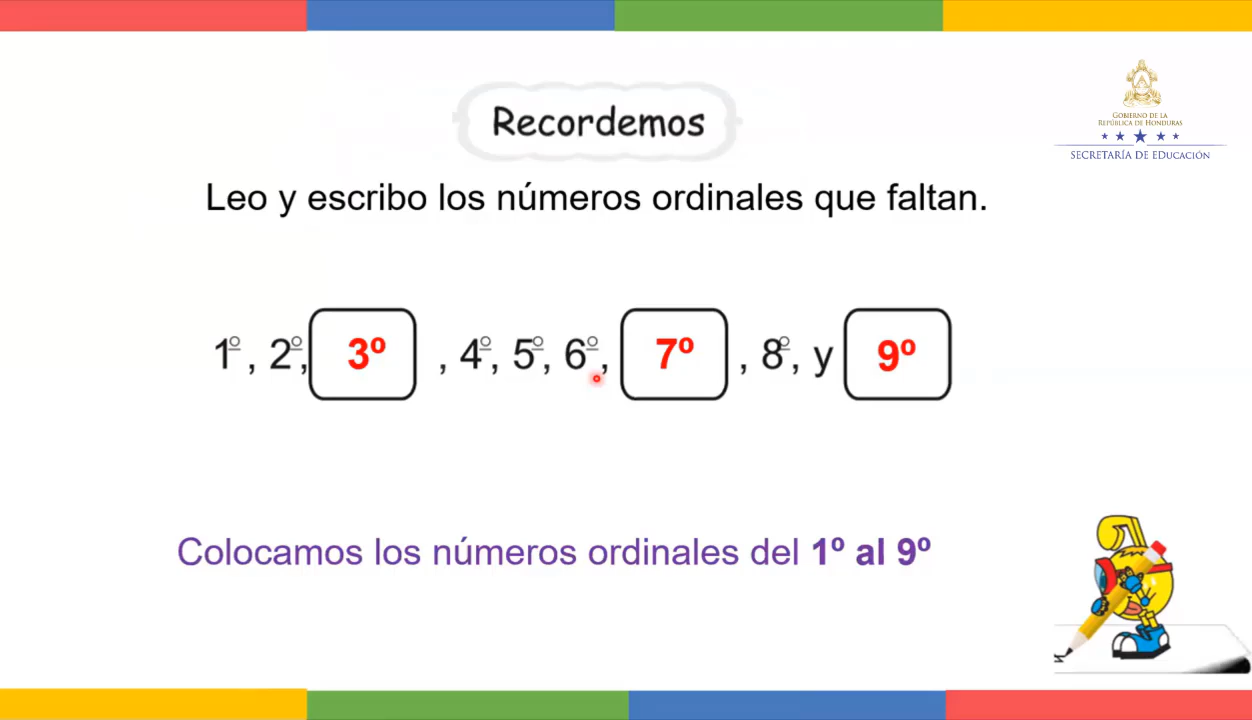 Recordemos
GOBIERNO DE LA
REPÚBLICA DE HONDURAS
SECRETARÍA DE EDUCACIÓN
Leo y escribo los números ordinales que faltan.
1º, 2º, 3º , 4º, 5º, 6º, 7º , 8º, y 9º
Colocamos los números ordinales del 1º al 9º